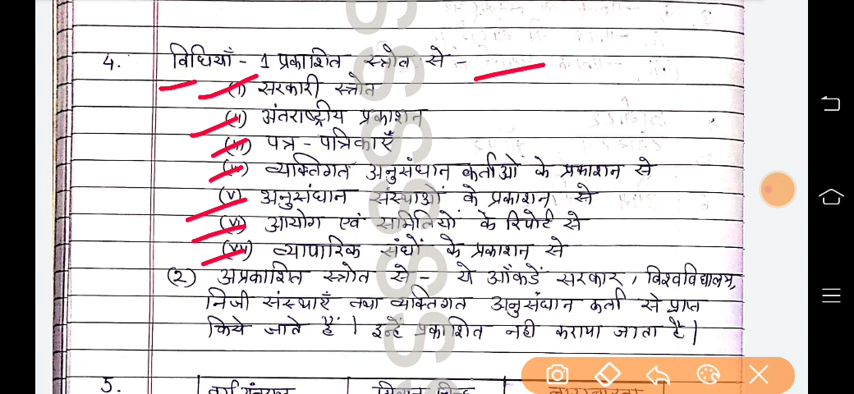 4. विधियाँ - 1 प्रकाशित स्त्रोत से -
(i) सरकारी स्त्रोत
(ii) अंतराष्ट्रीय प्रकाशन
(iii) पत्र - पत्रिकाएँ
(iv) व्यक्तिगत अनुसंधान कर्ताओं के प्रकाशन से
(v) अनुसंधान संस्थाओं के प्रकाशन से
(vi) आयोग एवं समितियों के रिपोर्ट से
(vii) व्यापारिक संघों के प्रकाशन से
(2) अप्रकाशित स्त्रोत से - ये आँकडें सरकार, विश्वविद्यालय,
निजी संस्थाएँ तथा व्यक्तिगत अनुसंधान कर्ता से प्राप्त
किये जाते हैं । इन्हें प्रकाशित नही कराया जाता है |
5.